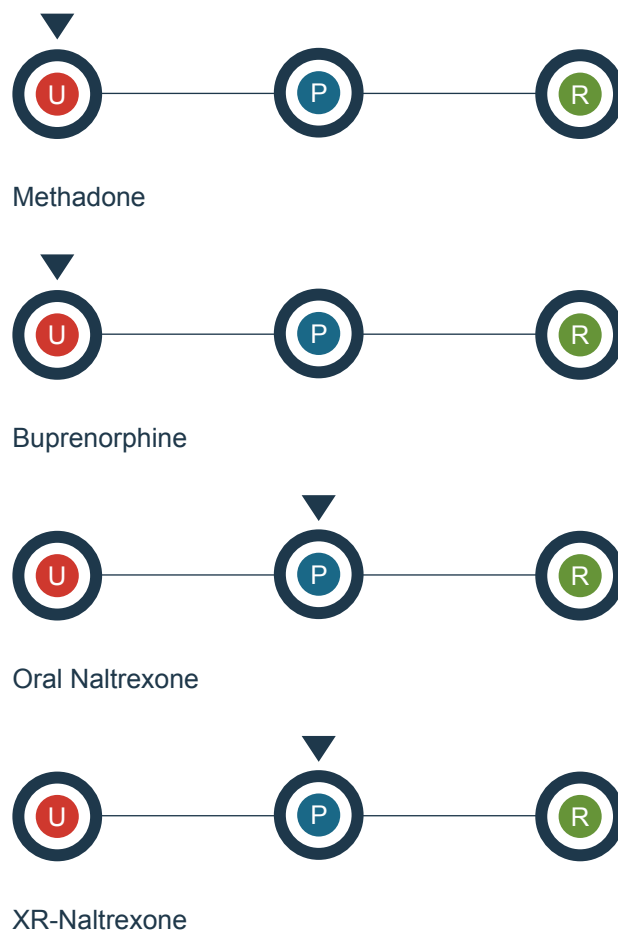 U P R
Methadone
U P R
Buprenorphine
U P R
Oral Naltrexone
U P R
XR-Naltrexone